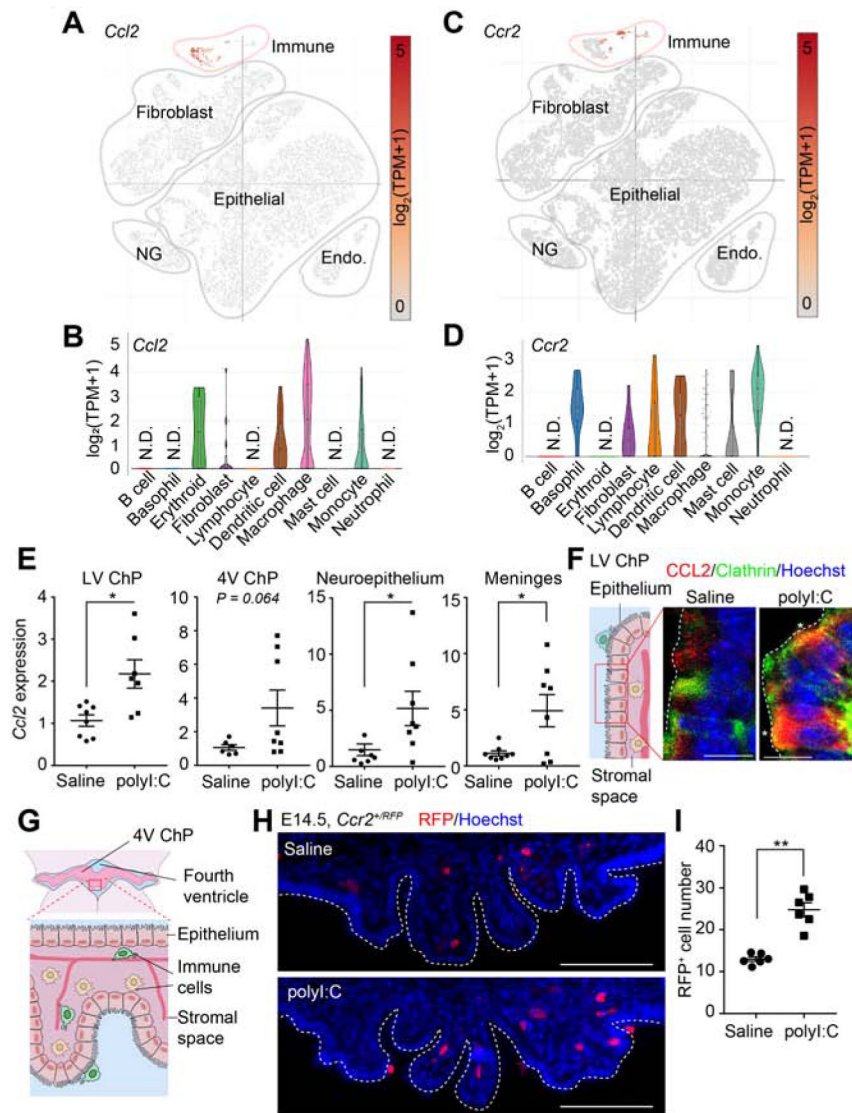 A
Ccl2
Immune
Fibroblast
Epithelial
NG
Endo.
5
log₂(TPM+1)
0
C
Ccr2
Immune
Fibroblast
Epithelial
NG
Endo.
5
log₂(TPM+1)
0
B
Ccl2
log₂(TPM+1)
5
4
3
2
1
0
N.D.
N.D.
N.D.
N.D.
N.D.
B cell
Basophil
Erythroid
Fibroblast
Lymphocyte
Dendritic cell
Macrophage
Mast cell
Monocyte
Neutrophil
D
Ccr2
log₂(TPM+1)
3
2
1
0
N.D.
N.D.
N.D.
B cell
Basophil
Erythroid
Fibroblast
Lymphocyte
Dendritic cell
Macrophage
Mast cell
Monocyte
Neutrophil
E
Ccl2 expression
LV ChP
*
4
3
2
1
0
Saline polyI:C
4V ChP
P = 0.064
10
8
6
4
2
0
Saline polyI:C
Neuroepithelium
*
15
10
5
0
Saline polyI:C
Meninges
*
15
10
5
0
Saline polyI:C
F
LV ChP
CCL2/Clathrin/Hoechst
Epithelium
Saline
polyI:C
*
*
Stromal
space
G
4V ChP
Fourth
ventricle
Epithelium
Immune
cells
Stromal
space
H
E14.5, Ccr2+/RFP RFP/Hoechst
Saline
polyI:C
I
RFP⁺ cell number
**
40
30
20
10
0
Saline polyI:C